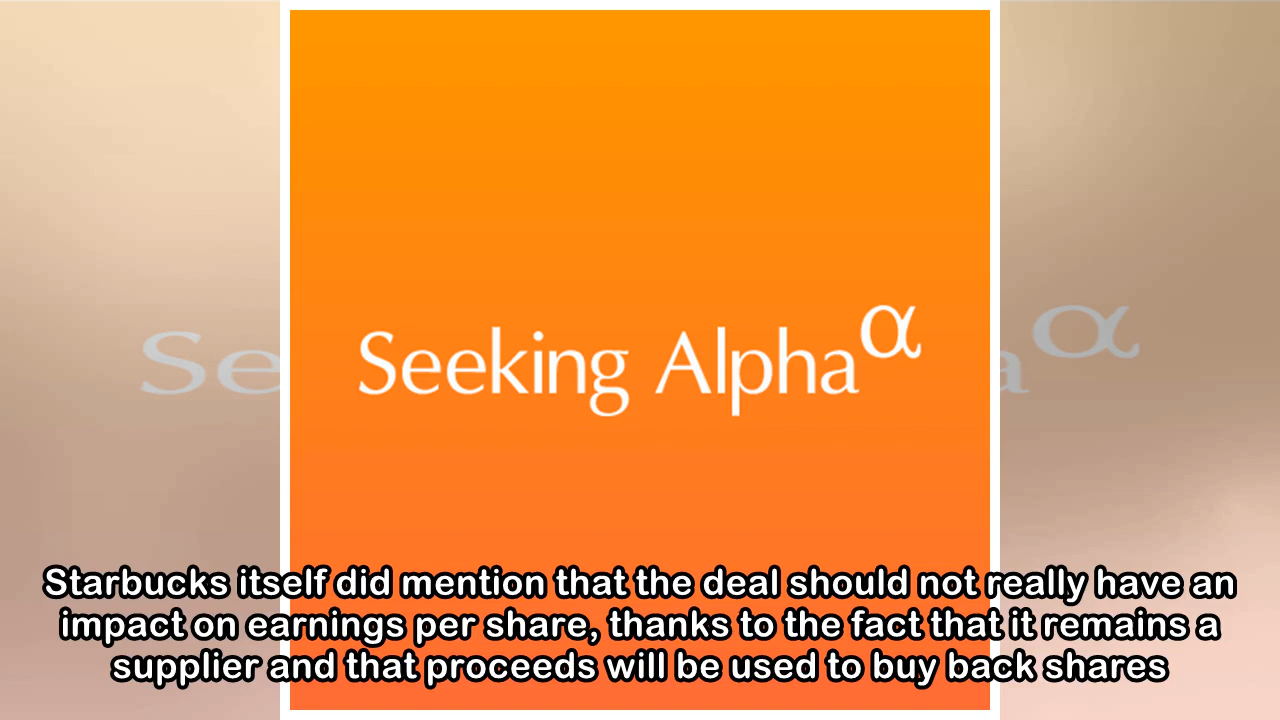 Seeking Alpha α
Se
a α
Starbucks itself did mention that the deal should not really have an
impact on earnings per share, thanks to the fact that it remains a
supplier and that proceeds will be used to buy back shares